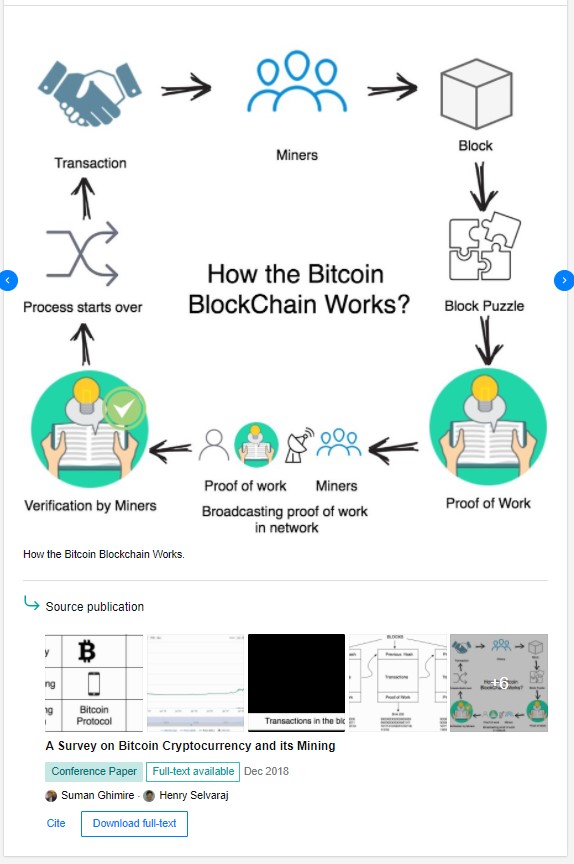 Transaction
Miners
Block
How the Bitcoin
BlockChain Works?
Process starts over
Block Puzzle
Verification by Miners
Proof of work
Miners
Broadcasting proof of work
in network
Proof of Work
How the Bitcoin Blockchain Works.
Source publication
y
ng
ng
Bitcoin
Protocol
Transactions in the blo
BLOCKS
Previous Hash
Transactions
Proof of Work
+6
A Survey on Bitcoin Cryptocurrency and its Mining
Conference Paper
Full-text available
Dec 2018
Suman Ghimire · Henry Selvaraj
Cite
Download full-text